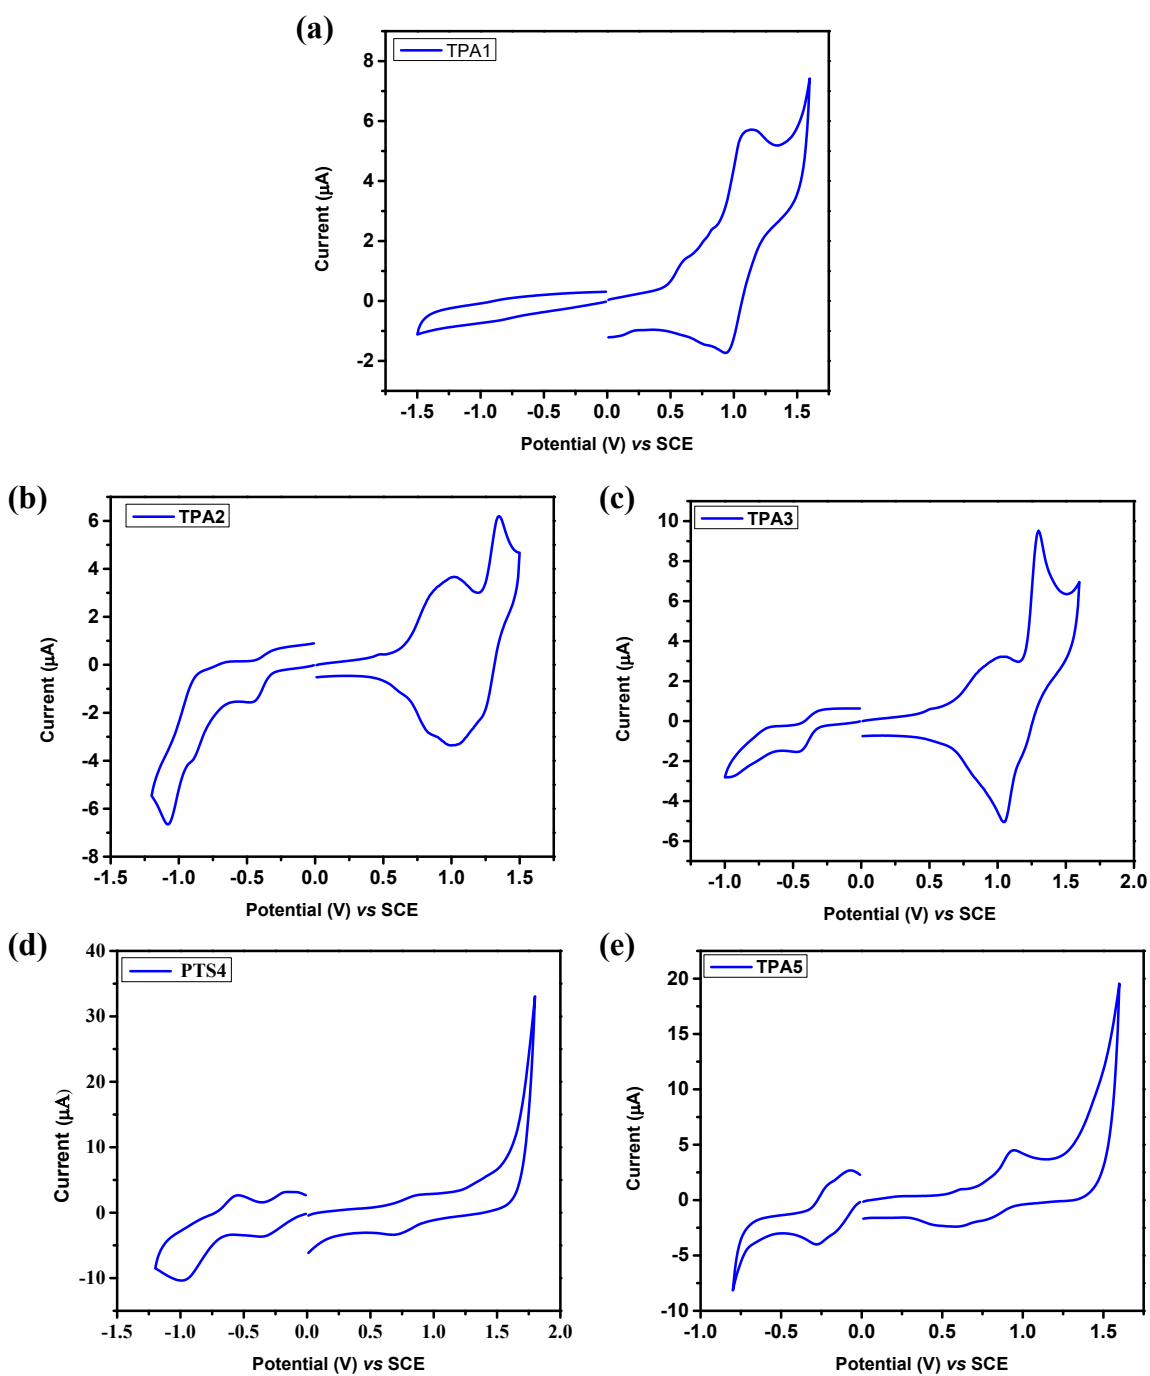 (a)
TPA1
8
6
4
2
0
-2
Current (µA)
-1.5 -1.0 -0.5 0.0 0.5 1.0 1.5
Potential (V) vs SCE
(b)
TPA2
6
4
2
0
-2
-4
-6
-8
Current (µA)
-1.5 -1.0 -0.5 0.0 0.5 1.0 1.5
Potential (V) vs SCE
(c)
TPA3
10
8
6
4
2
0
-2
-4
-6
Current (µA)
-1.0 -0.5 0.0 0.5 1.0 1.5 2.0
Potential (V) vs SCE
(d)
PTS4
40
30
20
10
0
-10
Current (µA)
-1.5 -1.0 -0.5 0.0 0.5 1.0 1.5 2.0
Potential (V) vs SCE
(e)
TPA5
20
15
10
5
0
-5
-10
Current (µA)
-1.0 -0.5 0.0 0.5 1.0 1.5
Potential (V) vs SCE